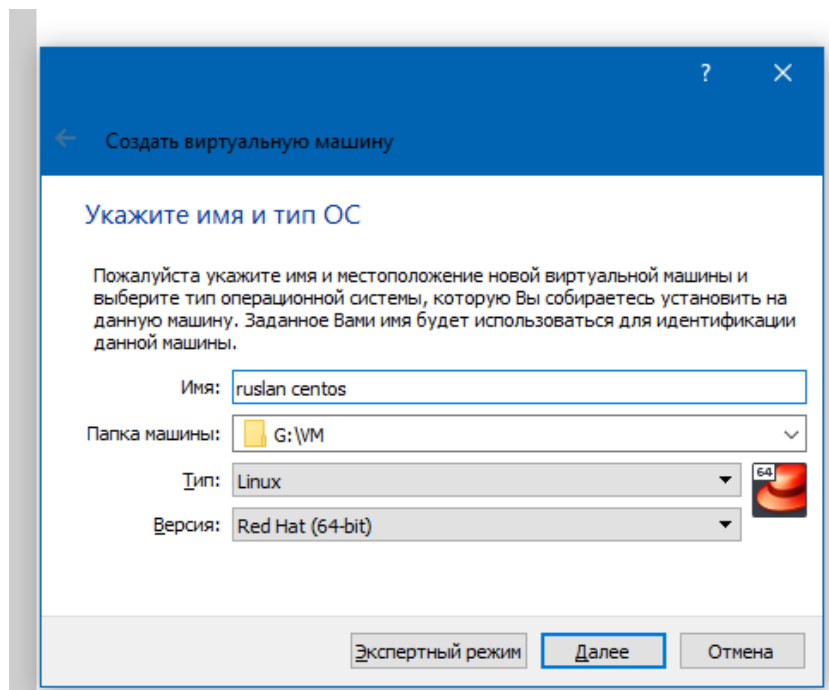 ?
Создать виртуальную машину
Укажите имя и тип ОС
Пожалуйста укажите имя и местоположение новой виртуальной машины и
выберите тип операционной системы, которую Вы собираетесь установить на
данную машину. Заданное Вами имя будет использоваться для идентификации
данной машины.
Имя: ruslan centos
Папка машины: G:\VM
Тип: Linux
64
Версия: Red Hat (64-bit)
Экспертный режим Далее Отмена